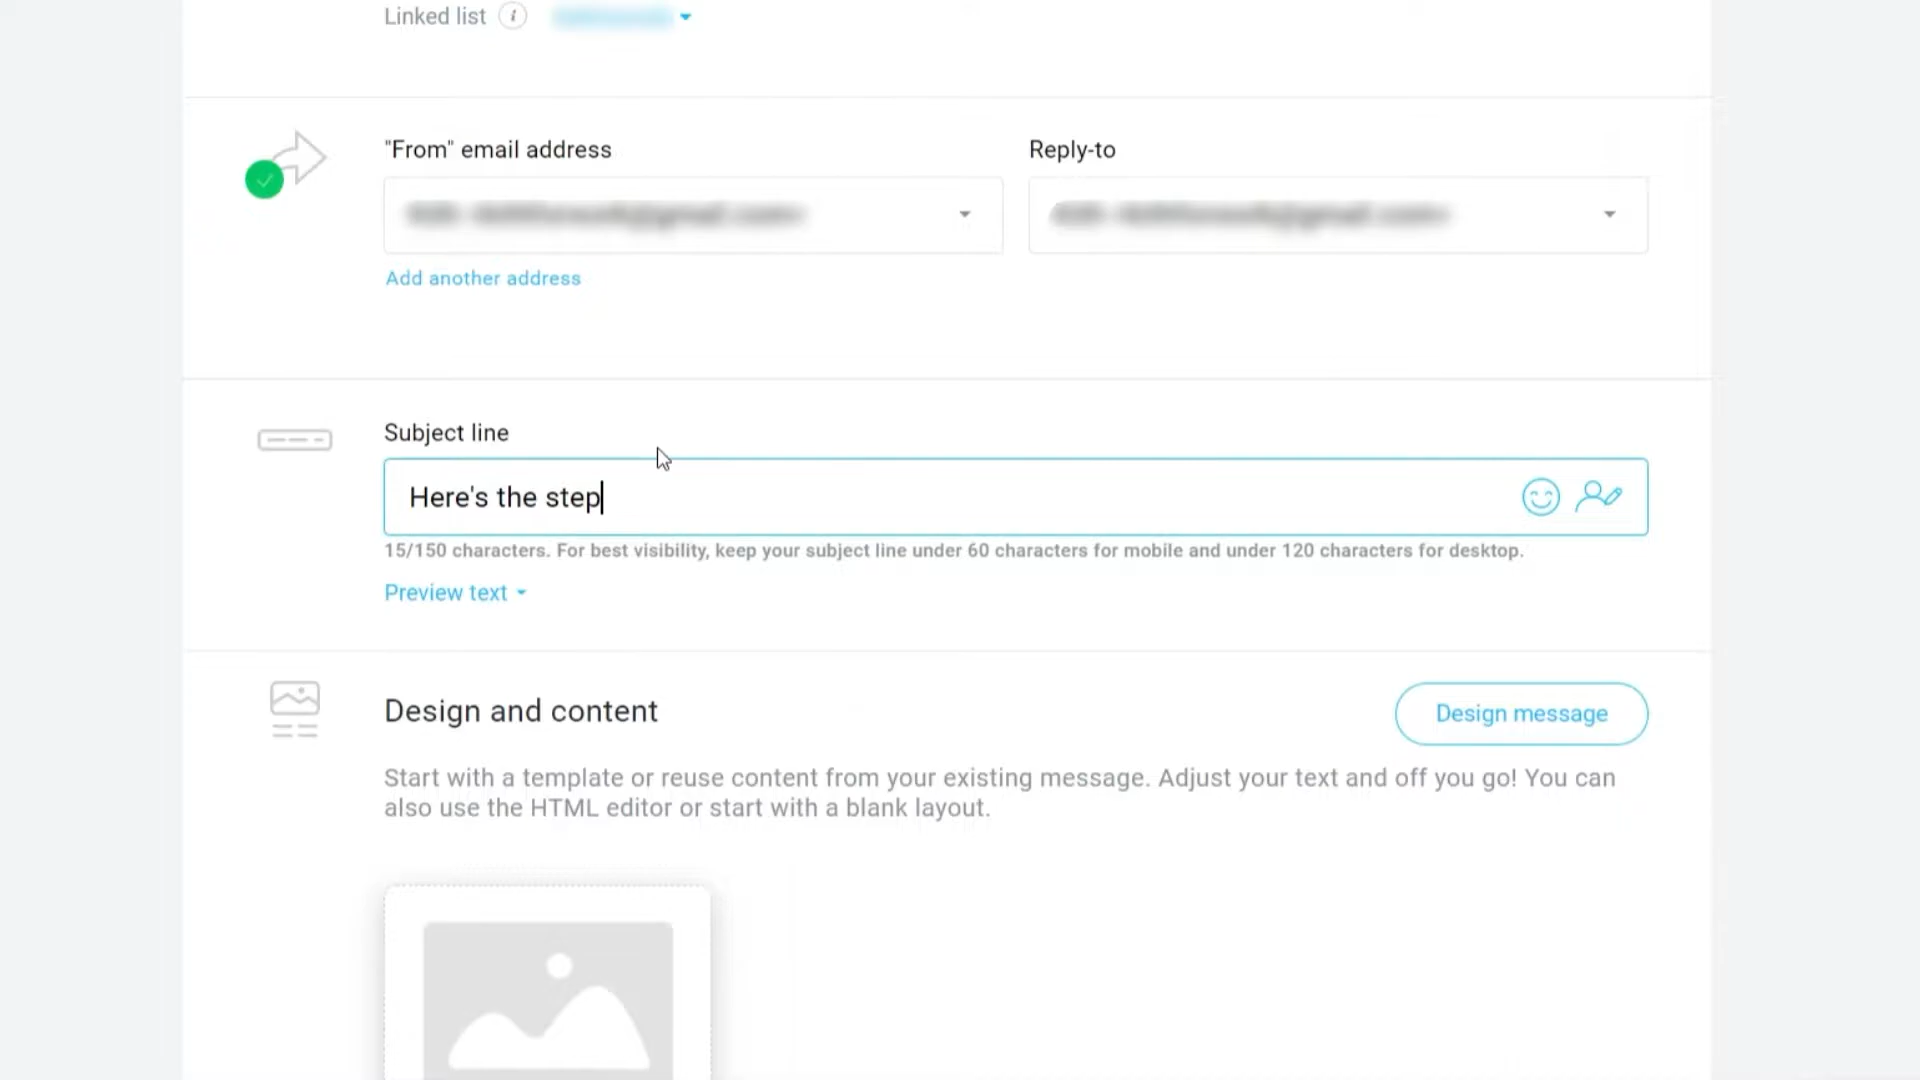 Linked list i
"From" email address
Reply-to
Add another address
Subject line
Here's the step
15/150 characters. For best visibility, keep your subject line under 60 characters for mobile and under 120 characters for desktop.
Preview text
Design and content
Design message
Start with a template or reuse content from your existing message. Adjust your text and off you go! You can
also use the HTML editor or start with a blank layout.